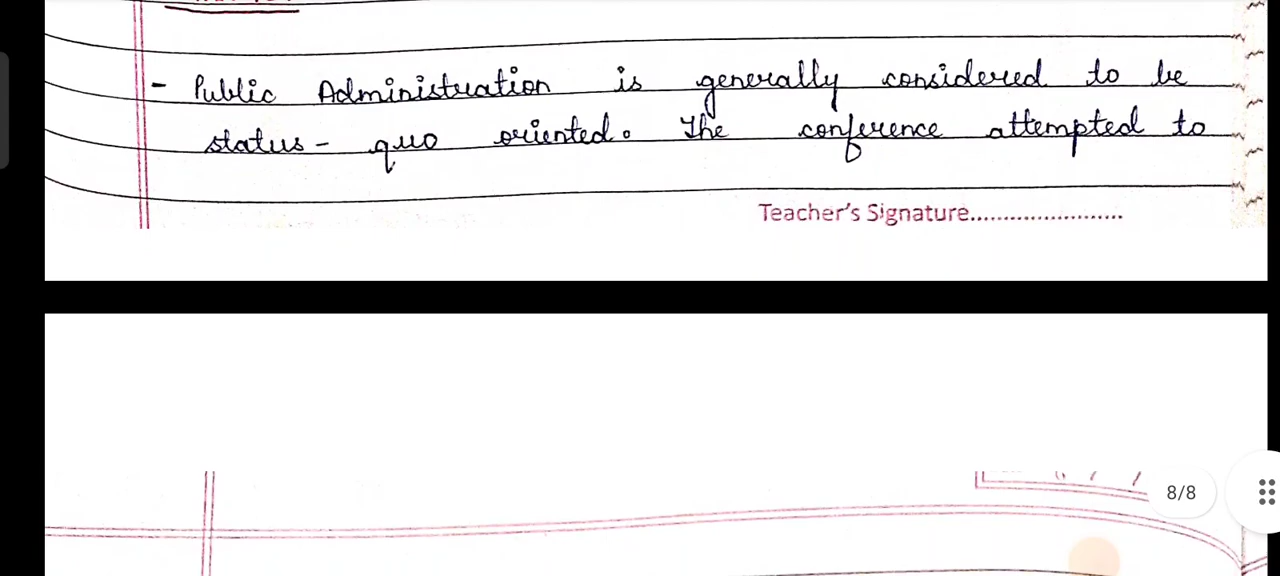 - Public Administration is generally considered to be
status - quo oriented. The conference attempted to
Teacher's Signature........................
8/8